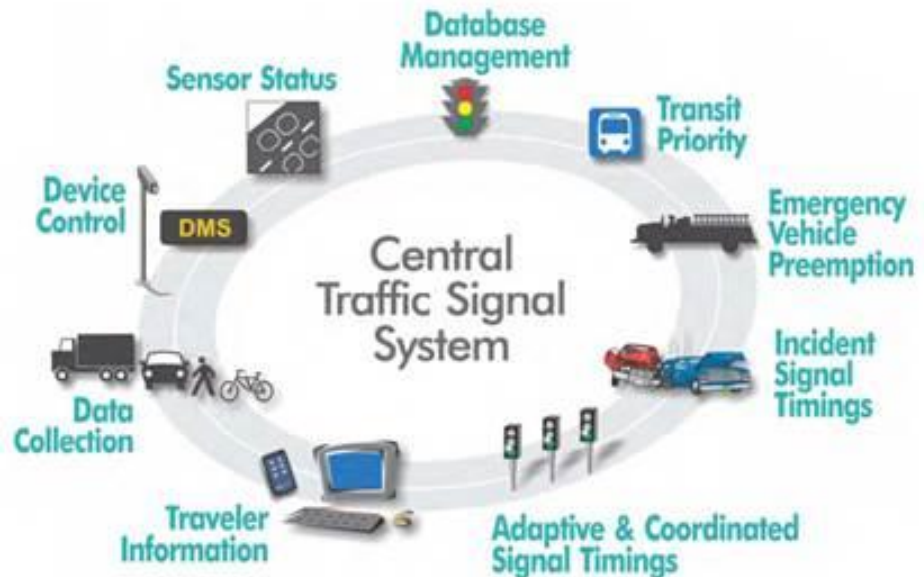 Database
Management
Sensor Status
Transit
Priority
Device
Control
DMS
Emergency
Vehicle
Preemption
Central
Traffic Signal
System
Incident
Signal
Timings
Data
Collection
Traveler
Information
Adaptive & Coordinated
Signal Timings